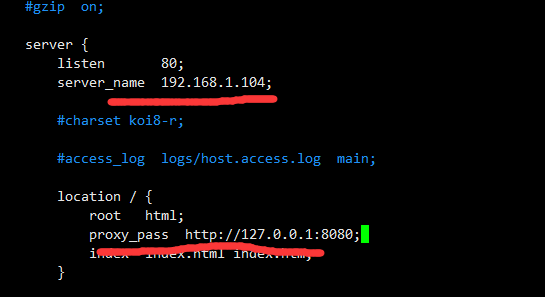 #gzip  on;
server {
listen       80;
server_name  192.168.1.104;
#charset koi8-r;
#access_log  logs/host.access.log  main;
location / {
root   html;
proxy_pass  http://127.0.0.1:8080;
index  index.html index.htm;
}